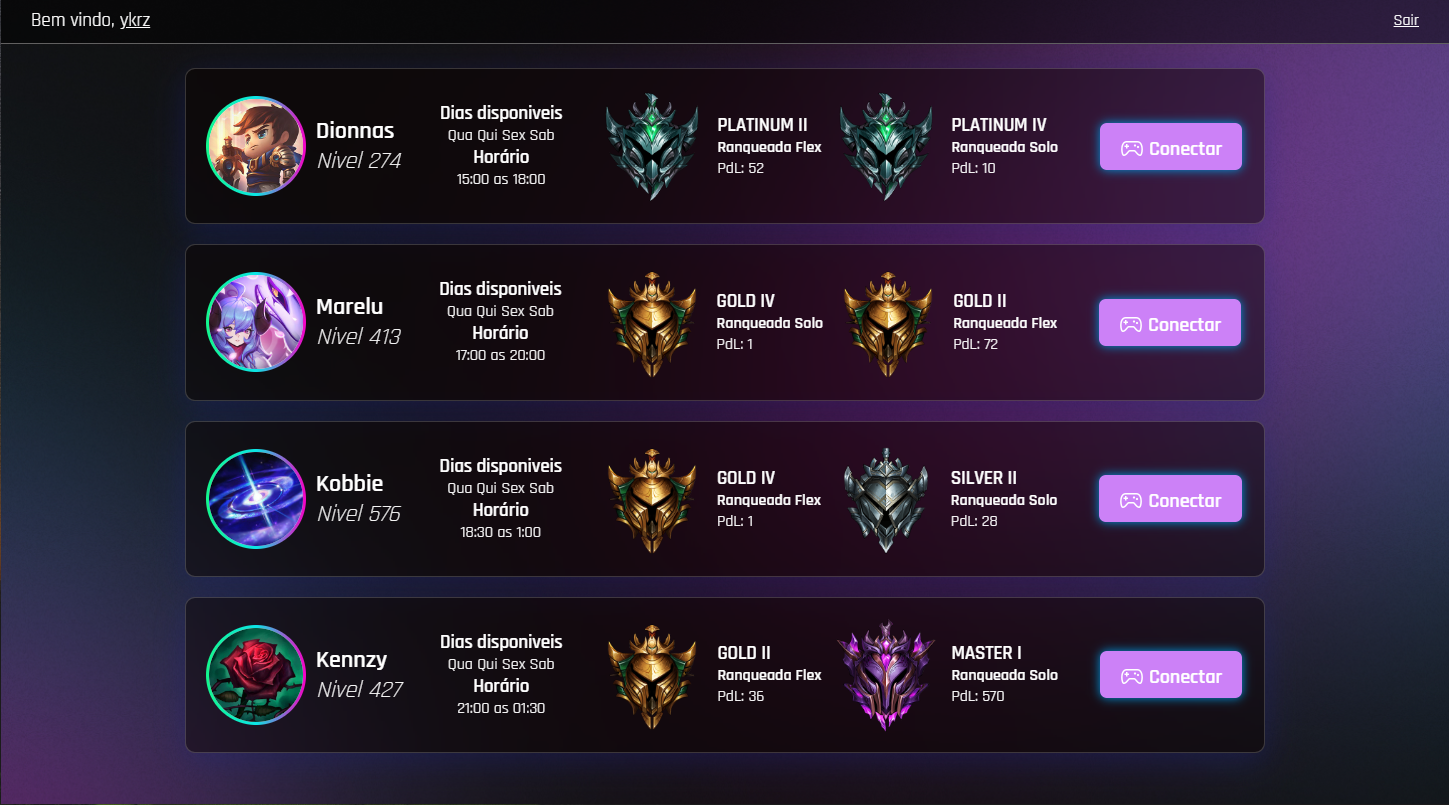 Bem vindo, ykrz
Sair
Dionnas
Nivel 274
Dias disponiveis
Qua Qui Sex Sab
Horário
15:00 as 18:00
PLATINUM II
Ranqueada Flex
PdL: 52
PLATINUM IV
Ranqueada Solo
PdL: 10
Conectar
Marelu
Nivel 413
Dias disponiveis
Qua Qui Sex Sab
Horário
17:00 as 20:00
GOLD IV
Ranqueada Solo
PdL: 1
GOLD II
Ranqueada Flex
PdL: 72
Conectar
Kobbie
Nivel 576
Dias disponiveis
Qua Qui Sex Sab
Horário
18:30 as 1:00
GOLD IV
Ranqueada Flex
PdL: 1
SILVER II
Ranqueada Solo
PdL: 28
Conectar
Kennzy
Nivel 427
Dias disponiveis
Qua Qui Sex Sab
Horário
21:00 as 01:30
GOLD II
Ranqueada Flex
PdL: 36
MASTER I
Ranqueada Solo
PdL: 570
Conectar